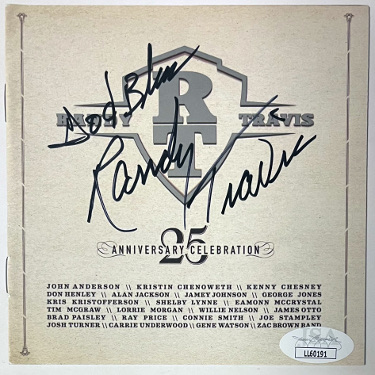 God Bless
RANDY RT TRAVIS
Randy Travis
25
ANNIVERSARY CELEBRATION
JOHN ANDERSON \\ KRISTIN CHENOWETH \\ KENNY CHESNEY
DON HENLEY \\ ALAN JACKSON \\ JAMEY JOHNSON \\ GEORGE JONES
KRIS KRISTOFFERSON \\ SHELBY LYNNE \\ EAMONN MCCRYSTAL
TIM MCGRAW \\ LORRIE MORGAN \\ WILLIE NELSON \\ JAMES OTTO
BRAD PAISLEY \\ RAY PRICE \\ CONNIE SMITH \\ JOE STAMPLEY
JOSH TURNER \\ CARRIE UNDERWOOD \\ GENE WATSON \\ ZAC BROWN BAND
JSA
LL60191